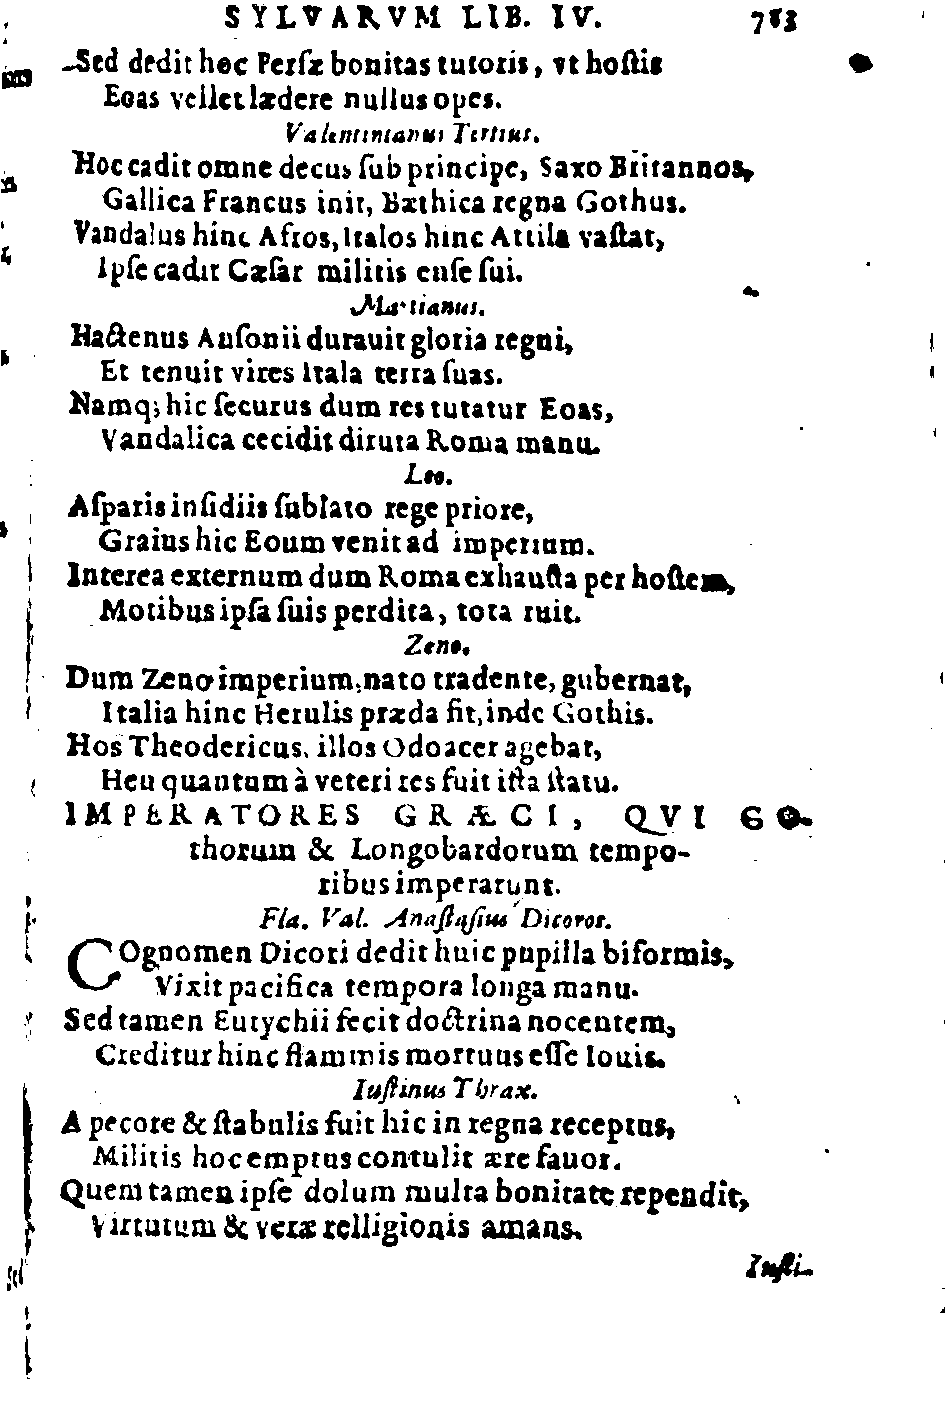 SYLVARVM LIB. IV. 783
Sed dedit hoc Persæ bonitas tutoris, vt hostis
Eoas vellet lædere nullus opes.
Valentinianus Tertius.
Hoc cadit omne decus sub principe, Saxo Britannos,
Gallica Francus init, Bæthica regna Gothus.
Vandalus hinc Afros, Italos hinc Attila vastat,
Ipse cadit Cæsar militis ense sui.
Martianus.
Hactenus Ausonii durauit gloria regni,
Et tenuit vires Itala terra suas.
Namq; hic securus dum res tutatur Eoas,
Vandalica cecidit diruta Roma manu.
Leo.
Asparis insidiis sublato rege priore,
Graius hic Eoum venit ad imperium.
Interea externum dum Roma exhausta per hostem,
Motibus ipsa suis perdita, tota ruit.
Zeno.
Dum Zeno imperium, nato tradente, gubernat,
Italia hinc Herulis præda fit, inde Gothis.
Hos Theodericus, illos Odoacer agebat,
Heu quantum à veteri res fuit ista statu.
IMPERATORES GRÆCI, QVI GO-
thorum & Longobardorum tempo-
ribus imperarunt.
Fla. Val. Anastasius Dicoros.
COgnomen Dicori dedit huic pupilla biformis,
Vixit pacifica tempora longa manu.
Sed tamen Eutychii fecit doctrina nocentem,
Creditur hinc flammis mortuus esse Iouis.
Iustinus Thrax.
A pecore & stabulis fuit hic in regna receptus,
Militis hoc emptus contulit ære fauor.
Quem tamen ipse dolum multa bonitate rependit,
Virtutum & veræ relligionis amans.
Iusti-